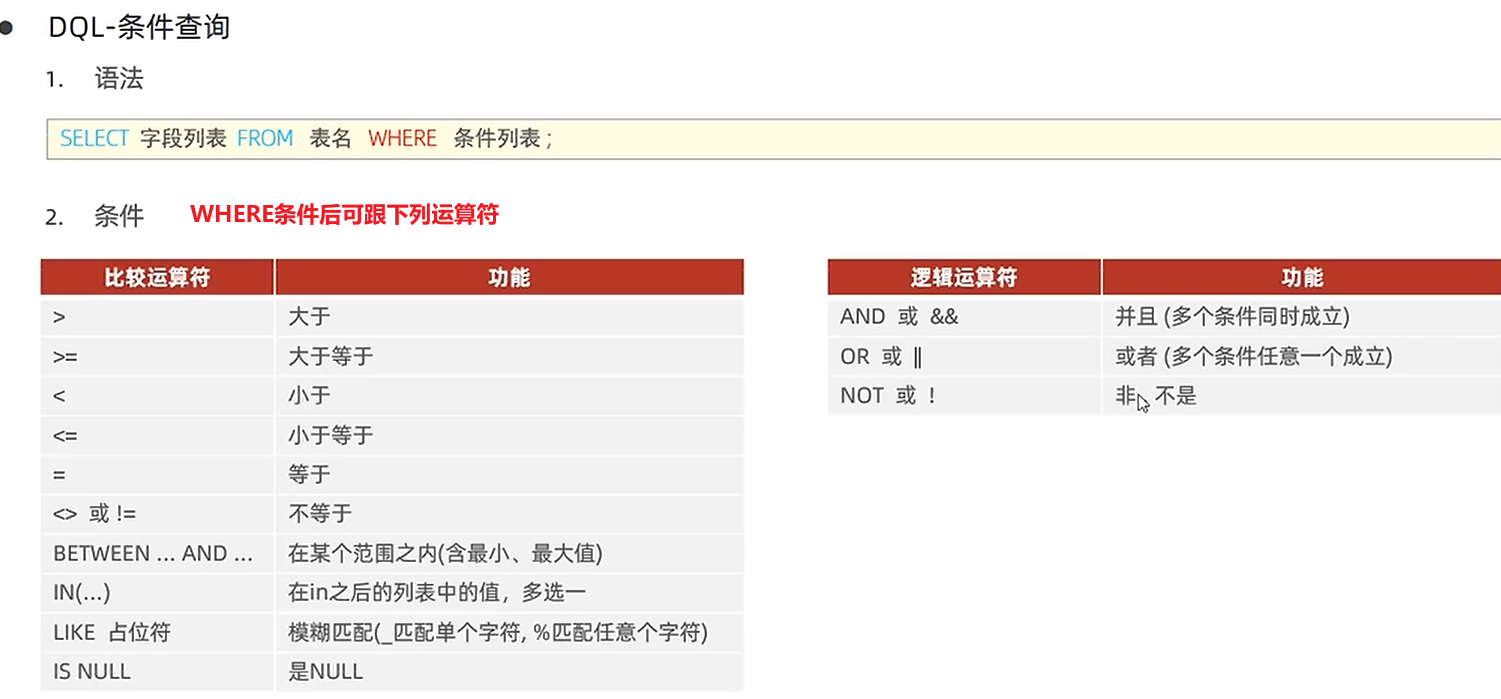 DQL-条件查询
1. 语法
SELECT 字段列表 FROM 表名 WHERE 条件列表 ;
2. 条件 WHERE条件后可跟下列运算符
比较运算符 功能
> 大于
>= 大于等于
< 小于
<= 小于等于
= 等于
<> 或 != 不等于
BETWEEN ... AND ... 在某个范围之内(含最小、最大值)
IN(...) 在in之后的列表中的值，多选一
LIKE 占位符 模糊匹配(_匹配单个字符, %匹配任意个字符)
IS NULL 是NULL
逻辑运算符 功能
AND 或 && 并且 (多个条件同时成立)
OR 或 || 或者 (多个条件任意一个成立)
NOT 或 ! 非, 不是